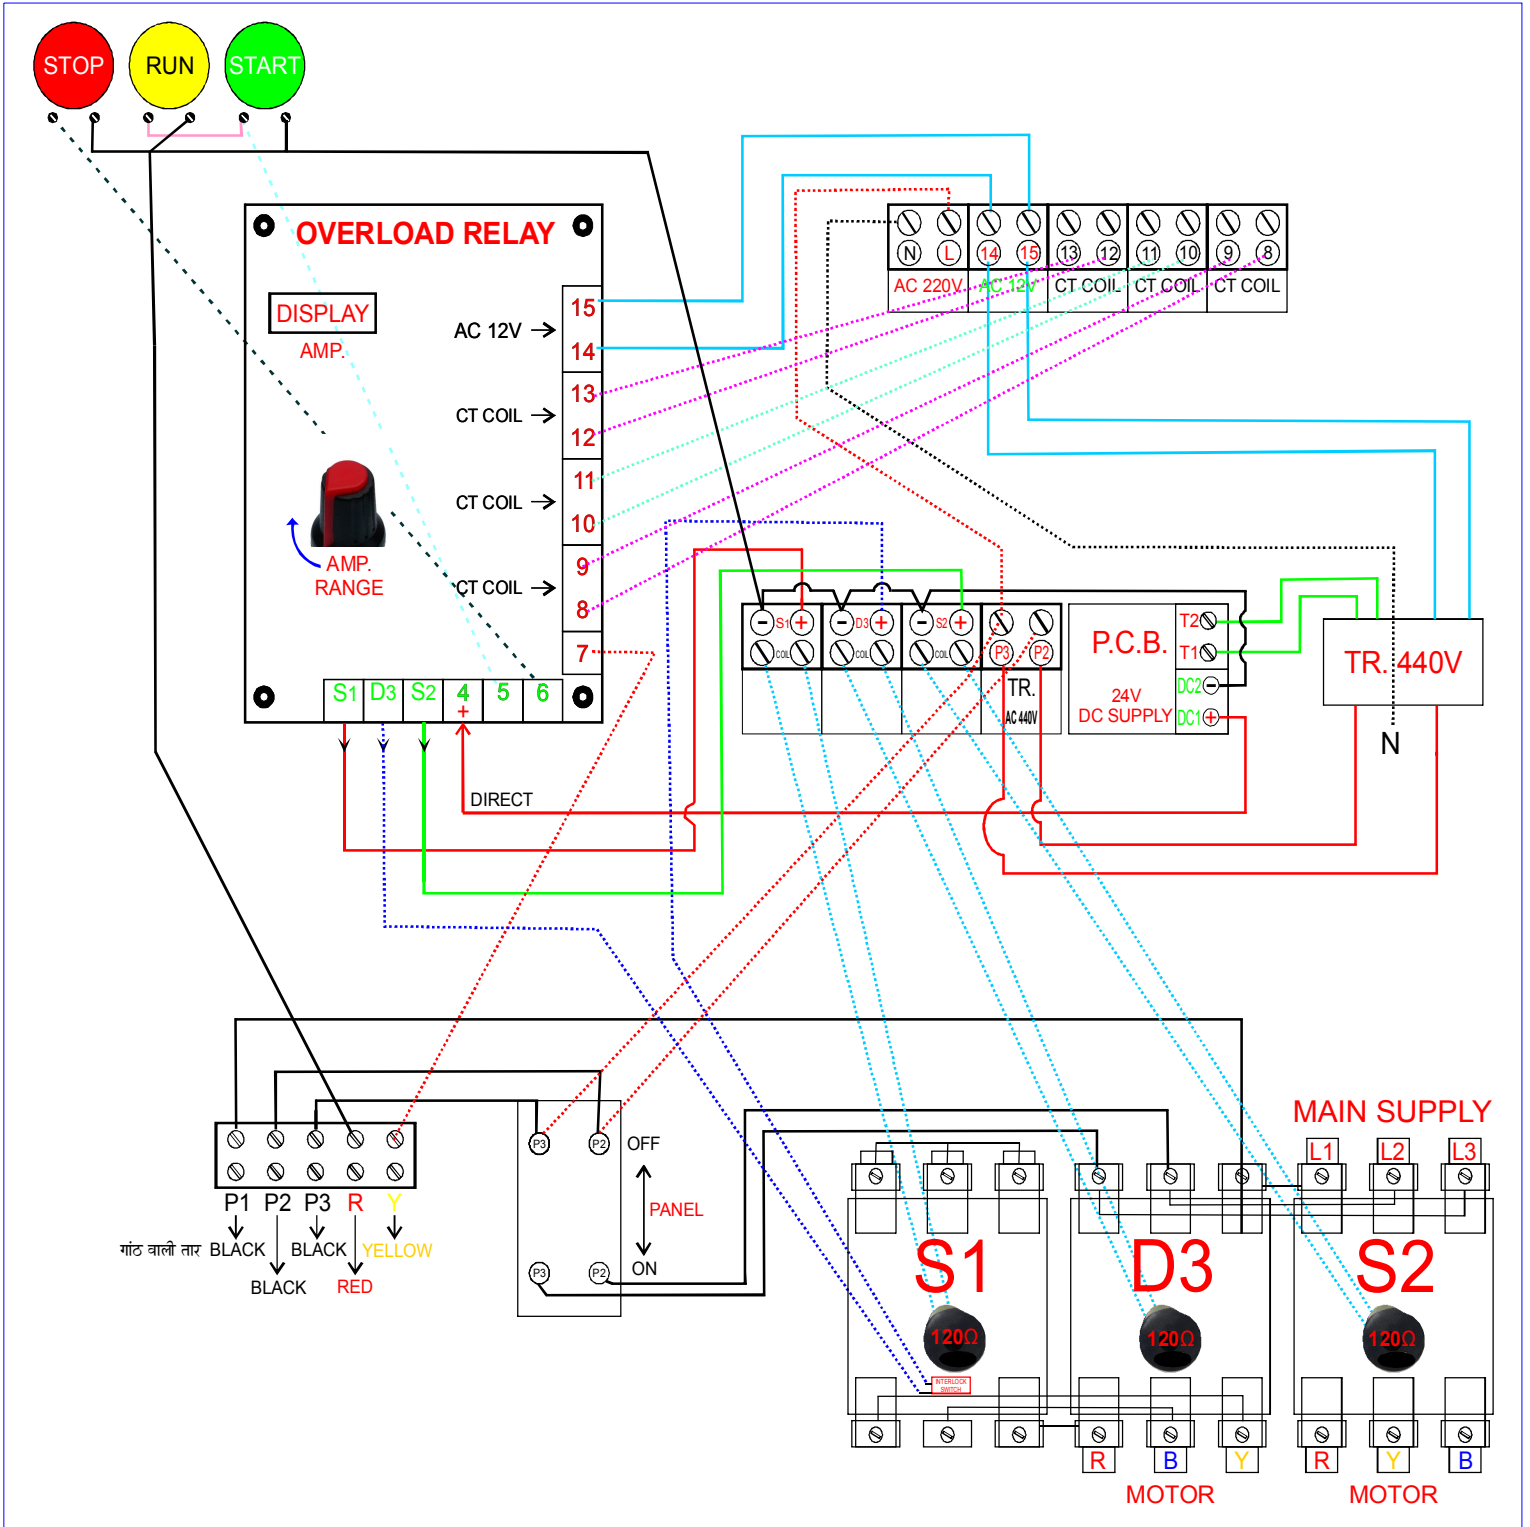 STOP
RUN
START
OVERLOAD RELAY
DISPLAY
AMP.
AC 12V
CT COIL
CT COIL
CT COIL
15
14
13
12
11
10
9
8
7
AMP.
RANGE
S1
D3
S2
4
+
5
6
DIRECT
N
L
14
15
13
12
11
10
9
8
AC 220V
AC 12V
CT COIL
CT COIL
CT COIL
-
S1
+
-
D3
+
-
S2
+
COIL
COIL
COIL
P3
P2
TR.
AC 440V
P.C.B.
24V
DC SUPPLY
T2
T1
DC2
-
DC1
+
TR. 440V
N
P1
P2
P3
R
Y
गांठ वाली तार
BLACK
BLACK
YELLOW
BLACK
RED
P3
P2
OFF
PANEL
ON
P3
P2
MAIN SUPPLY
L1
L2
L3
S1
D3
S2
120Ω
120Ω
120Ω
INTERLOCK
SWITCH
R
B
Y
R
Y
B
MOTOR
MOTOR